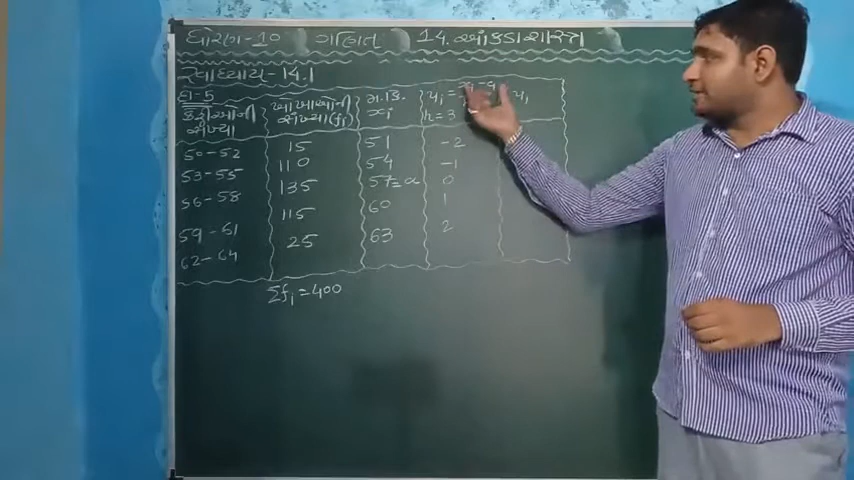 ધોરણ-10 ગણિત 14. આંકડાશાસ્ત્ર
સ્વાધ્યાય-14.1
દા-5
કેરીઓની સંખ્યા ખોખાઓની સંખ્યા(fi) મ.કિ. xi ui = h=3 ui
50-52 15 51 -2
53-55 110 54 -1
56-58 135 57=a 0
59-61 115 60 1
62-64 25 63 2
Σfi=400